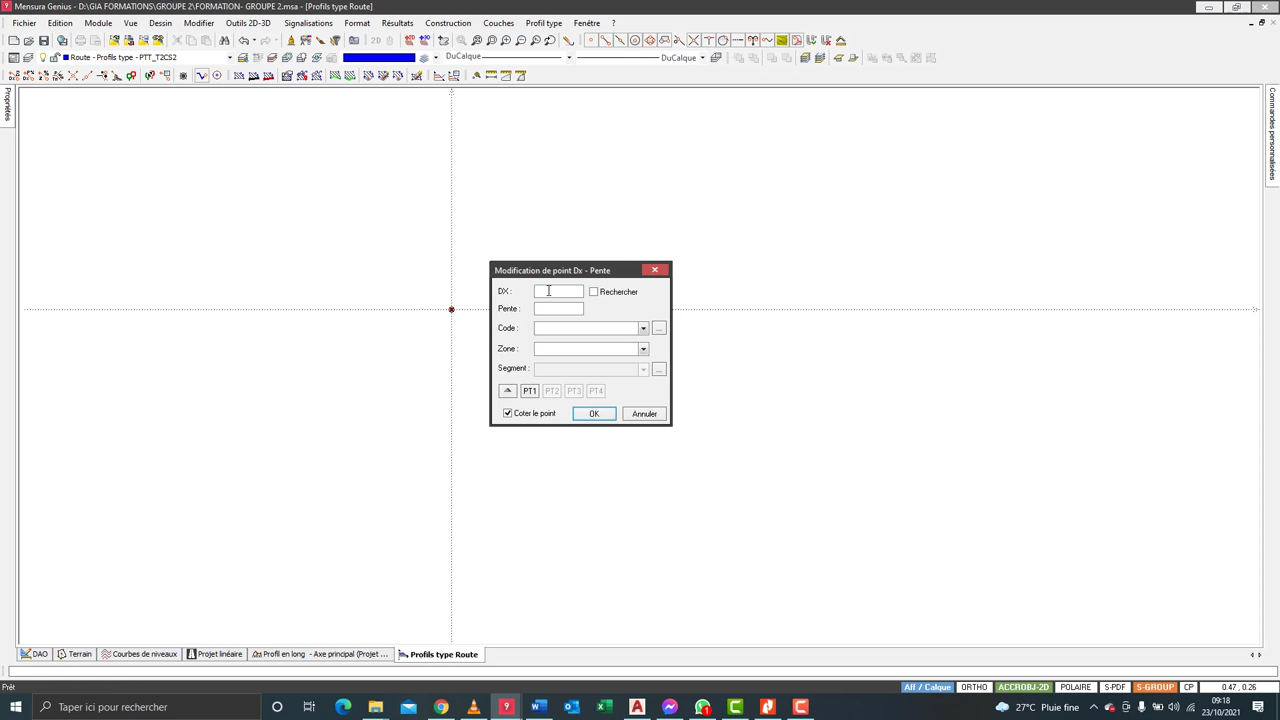 Mensura Genius - D:\GIA FORMATIONS\GROUPE 2\FORMATION- GROUPE 2.msa - [Profils type Route]
Fichier Edition Module Vue Dessin Modifier Outils 2D-3D Signalisations Format Résultats Construction Couches Profil type Fenêtre ?
Route - Profils type - PTT_T2CS2 DuCalque DuCalque
Propriétés
Commandes personnalisées
Modification de point Dx - Pente
DX : Rechercher
Pente :
Code : ...
Zone :
Segment : ...
PT1 PT2 PT3 PT4
Coter le point OK Annuler
DAO Terrain Courbes de niveaux Projet linéaire Profil en long - Axe principal (Projet ... Profils type Route
Prêt Alf / Calque ORTHO ACCROBJ-2D POLAIRE S-PDF S-GROUP CP 0.47 , 0.26
Taper ici pour rechercher 27°C Pluie fine 09:18
23/10/2021